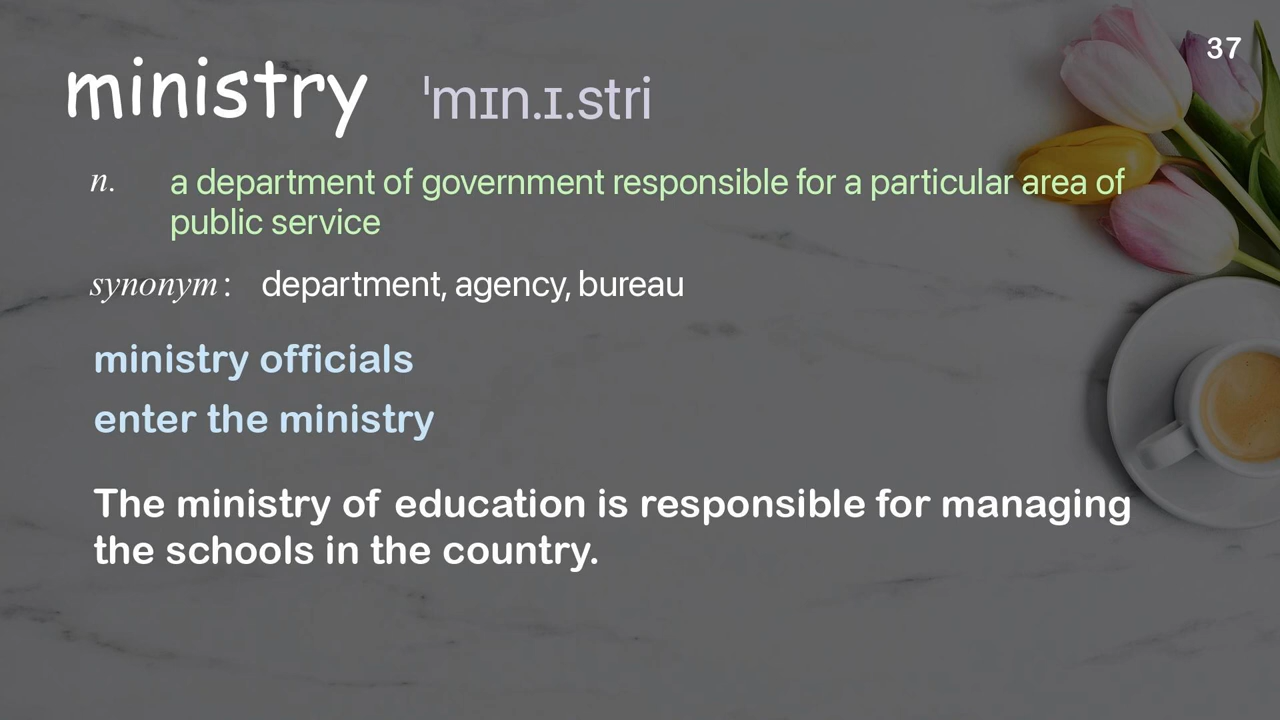 37
ministry ˈmɪn.ɪ.stri
n. a department of government responsible for a particular area of
public service
synonym : department, agency, bureau
ministry officials
enter the ministry
The ministry of education is responsible for managing
the schools in the country.